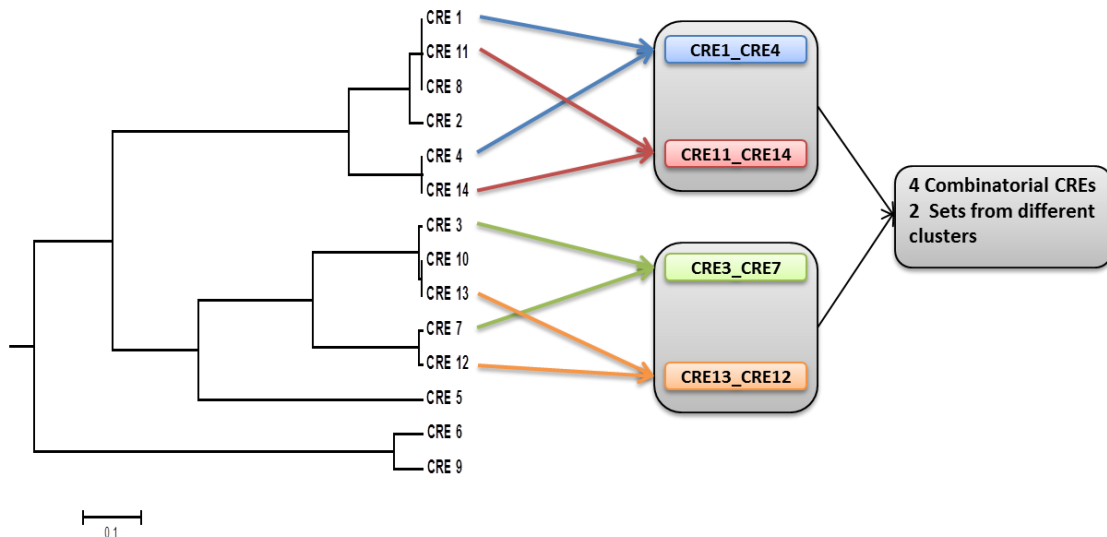 CRE 1
CRE 11
CRE 8
CRE 2
CRE 4
CRE 14
CRE 3
CRE 10
CRE 13
CRE 7
CRE 12
CRE 5
CRE 6
CRE 9
0.1
CRE1_CRE4
CRE11_CRE14
CRE3_CRE7
CRE13_CRE12
4 Combinatorial CREs
2 Sets from different
clusters